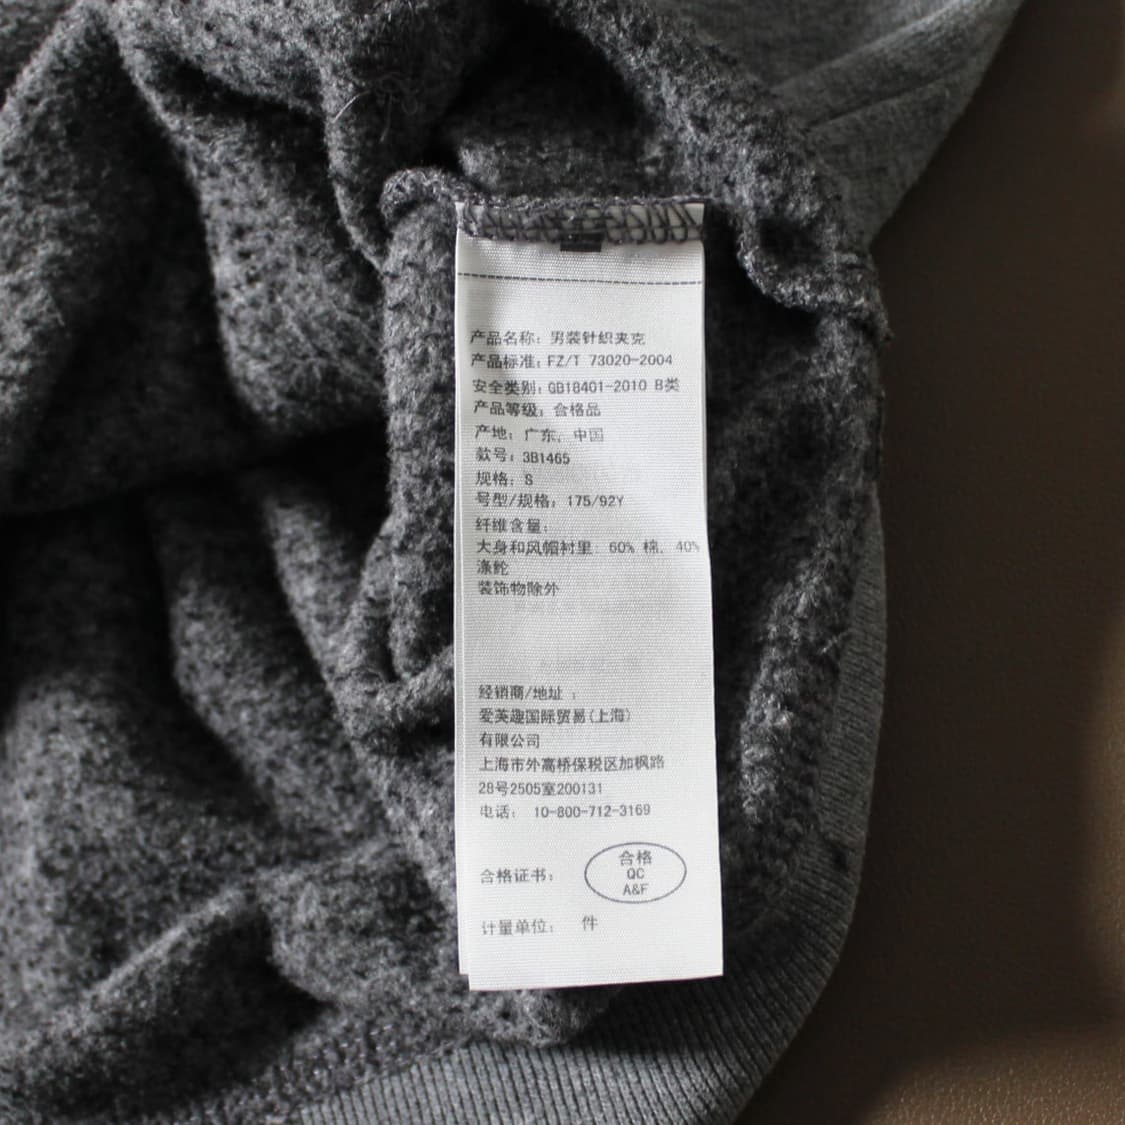 产品名称：男装针织夹克
产品标准：FZ/T 73020-2004
安全类别：GB18401-2010 B类
产品等级：合格品
产地：广东，中国
款号：3B1465
规格：S
号型/规格：175/92Y
纤维含量：
大身和风帽衬里：60% 棉，40%
涤纶
装饰物除外
经销商/地址：
爱芙趣国际贸易(上海)
有限公司
上海市外高桥保税区加枫路
28号2505室200131
电话：10-800-712-3169
合格证书：
合格
QC
A&F
计量单位：件